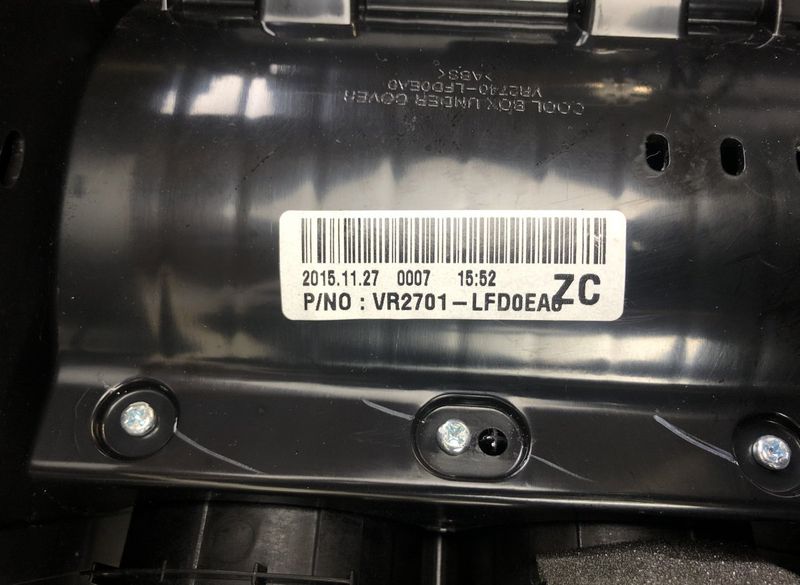 COOL BOX UNDER COVER
VR2740-LFD0EA0
>ABS<
2015.11.27 0007 15:52
ZC
P/NO : VR2701-LFD0EA0